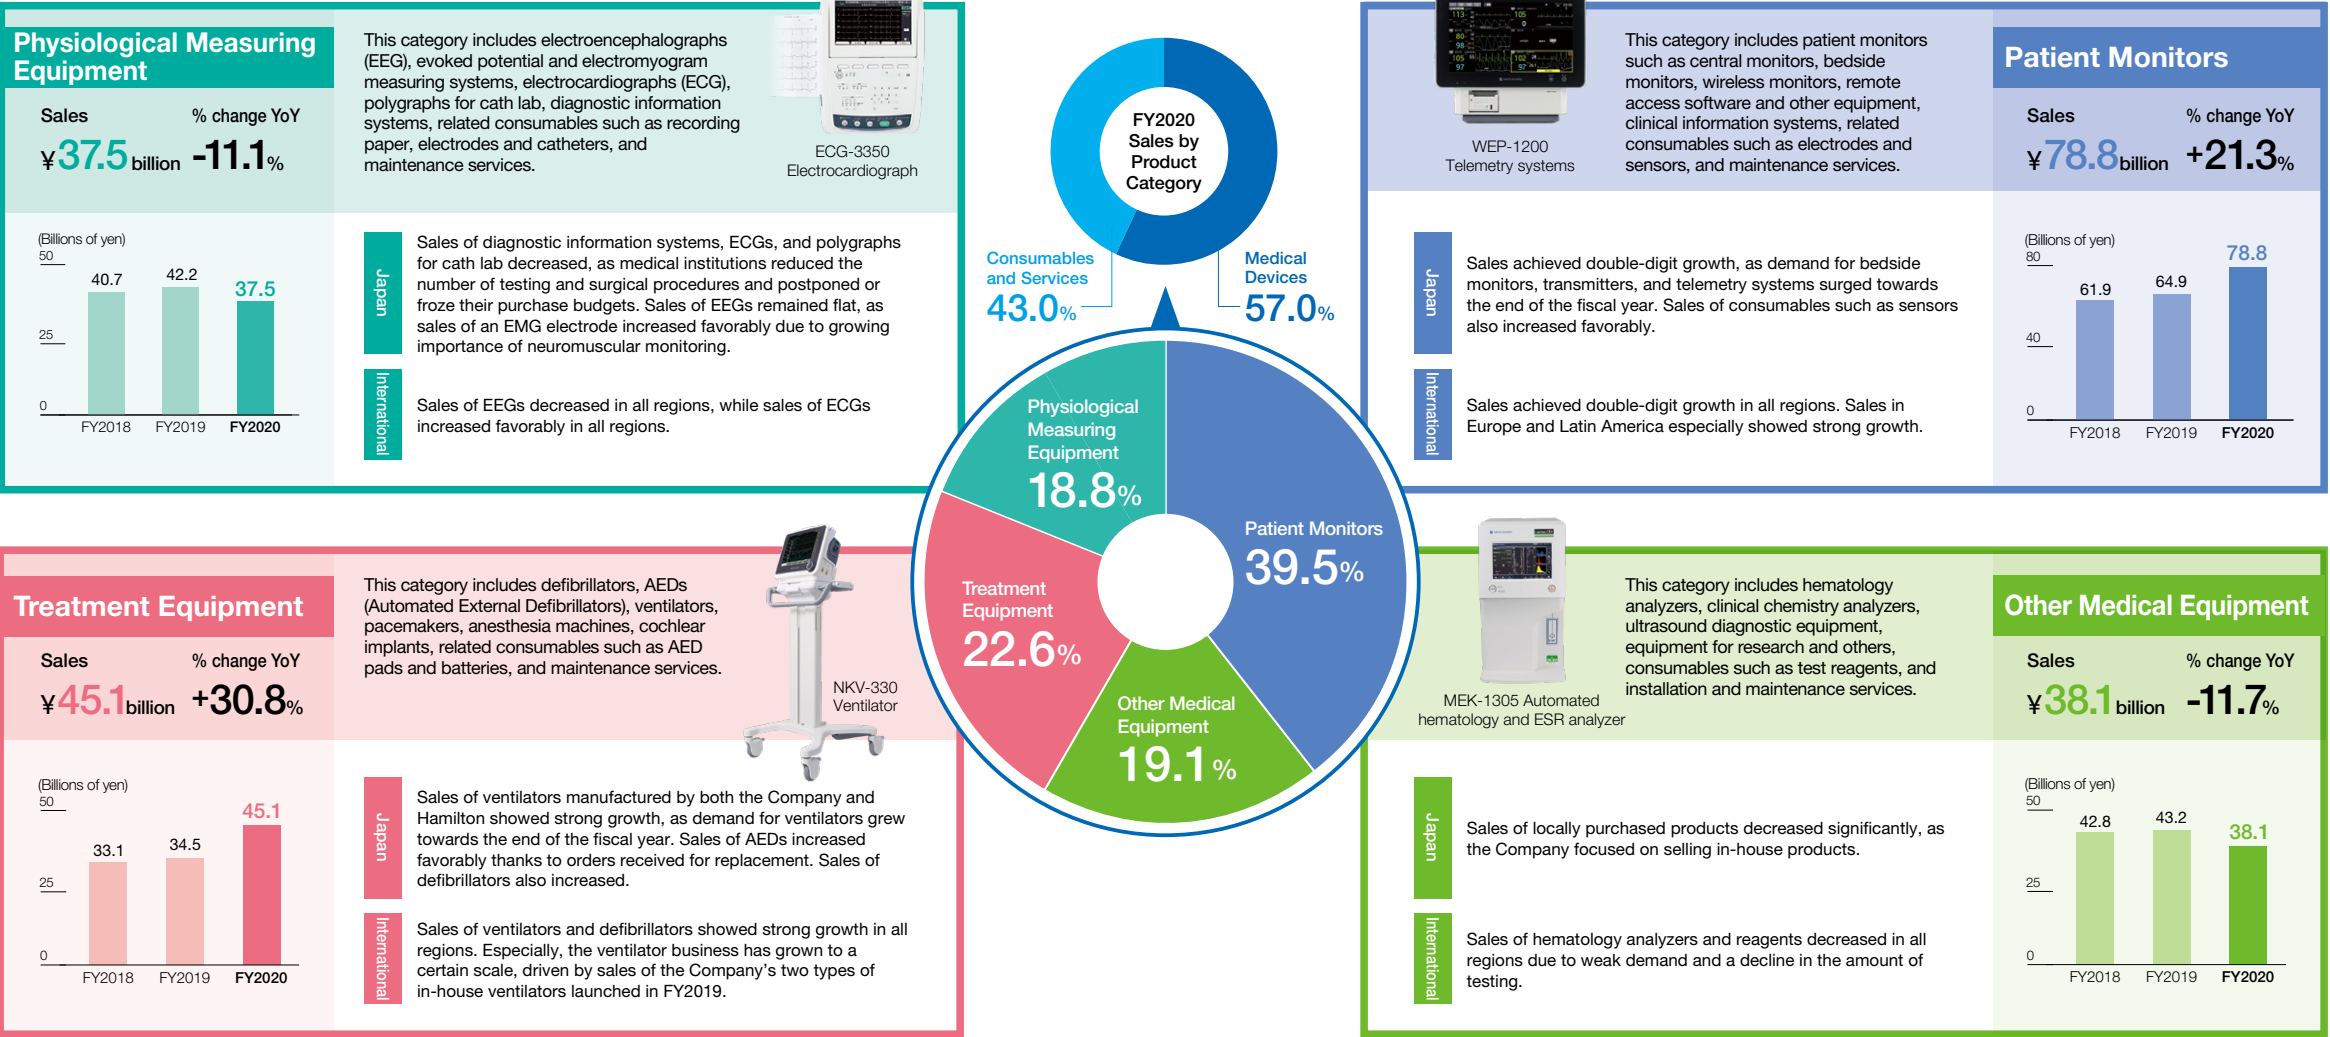 Physiological Measuring
Equipment
Sales
% change YoY
¥37.5 billion
-11.1%
This category includes electroencephalographs
(EEG), evoked potential and electromyogram
measuring systems, electrocardiographs (ECG),
polygraphs for cath lab, diagnostic information
systems, related consumables such as recording
paper, electrodes and catheters, and
maintenance services.
ECG-3350
Electrocardiograph
(Billions of yen)
50
25
0
40.7
42.2
37.5
FY2018
FY2019
FY2020
Japan
Sales of diagnostic information systems, ECGs, and polygraphs
for cath lab decreased, as medical institutions reduced the
number of testing and surgical procedures and postponed or
froze their purchase budgets. Sales of EEGs remained flat, as
sales of an EMG electrode increased favorably due to growing
importance of neuromuscular monitoring.
International
Sales of EEGs decreased in all regions, while sales of ECGs
increased favorably in all regions.
FY2020
Sales by
Product
Category
Consumables
and Services
43.0%
Medical
Devices
57.0%
Physiological
Measuring
Equipment
18.8%
Patient Monitors
39.5%
Treatment
Equipment
22.6%
Other Medical
Equipment
19.1%
WEP-1200
Telemetry systems
This category includes patient monitors
such as central monitors, bedside
monitors, wireless monitors, remote
access software and other equipment,
clinical information systems, related
consumables such as electrodes and
sensors, and maintenance services.
Patient Monitors
Sales
% change YoY
¥78.8 billion
+21.3%
Japan
Sales achieved double-digit growth, as demand for bedside
monitors, transmitters, and telemetry systems surged towards
the end of the fiscal year. Sales of consumables such as sensors
also increased favorably.
International
Sales achieved double-digit growth in all regions. Sales in
Europe and Latin America especially showed strong growth.
(Billions of yen)
80
40
0
61.9
64.9
78.8
FY2018
FY2019
FY2020
Treatment Equipment
Sales
% change YoY
¥45.1 billion
+30.8%
This category includes defibrillators, AEDs
(Automated External Defibrillators), ventilators,
pacemakers, anesthesia machines, cochlear
implants, related consumables such as AED
pads and batteries, and maintenance services.
NKV-330
Ventilator
(Billions of yen)
50
25
0
33.1
34.5
45.1
FY2018
FY2019
FY2020
Japan
Sales of ventilators manufactured by both the Company and
Hamilton showed strong growth, as demand for ventilators grew
towards the end of the fiscal year. Sales of AEDs increased
favorably thanks to orders received for replacement. Sales of
defibrillators also increased.
International
Sales of ventilators and defibrillators showed strong growth in all
regions. Especially, the ventilator business has grown to a
certain scale, driven by sales of the Company's two types of
in-house ventilators launched in FY2019.
MEK-1305 Automated
hematology and ESR analyzer
This category includes hematology
analyzers, clinical chemistry analyzers,
ultrasound diagnostic equipment,
equipment for research and others,
consumables such as test reagents, and
installation and maintenance services.
Other Medical Equipment
Sales
% change YoY
¥38.1 billion
-11.7%
Japan
Sales of locally purchased products decreased significantly, as
the Company focused on selling in-house products.
International
Sales of hematology analyzers and reagents decreased in all
regions due to weak demand and a decline in the amount of
testing.
(Billions of yen)
50
25
0
42.8
43.2
38.1
FY2018
FY2019
FY2020